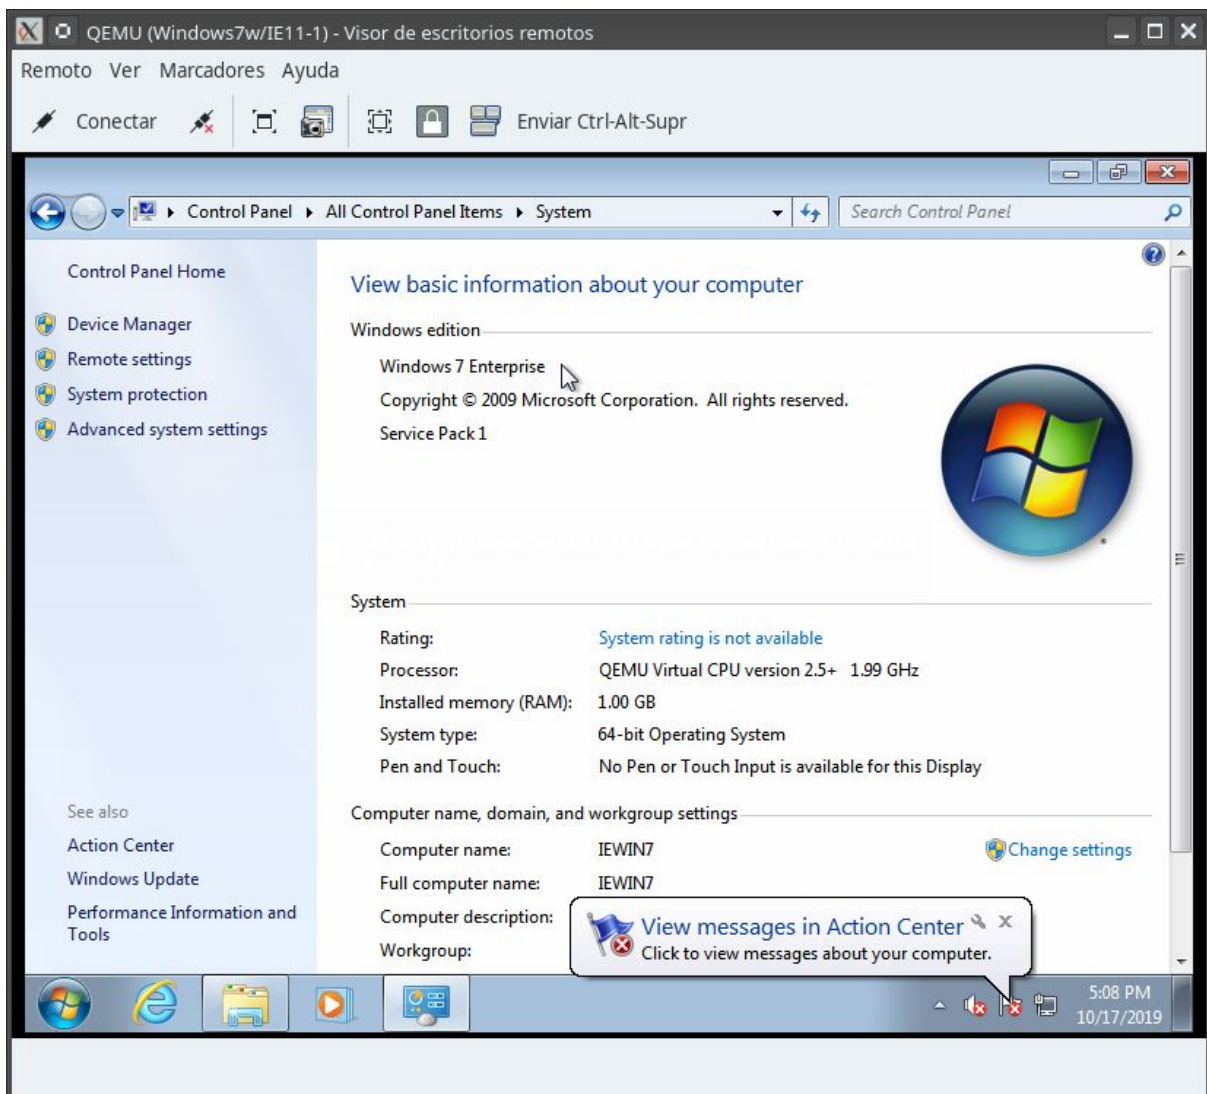 QEMU (Windows7w/IE11-1) - Visor de escritorios remotos
Remoto Ver Marcadores Ayuda
Conectar Enviar Ctrl-Alt-Supr
Control Panel All Control Panel Items System Search Control Panel
Control Panel Home
Device Manager
Remote settings
System protection
Advanced system settings
See also
Action Center
Windows Update
Performance Information and
Tools
View basic information about your computer
Windows edition
Windows 7 Enterprise
Copyright © 2009 Microsoft Corporation. All rights reserved.
Service Pack 1
System
Rating: System rating is not available
Processor: QEMU Virtual CPU version 2.5+ 1.99 GHz
Installed memory (RAM): 1.00 GB
System type: 64-bit Operating System
Pen and Touch: No Pen or Touch Input is available for this Display
Computer name, domain, and workgroup settings
Computer name: IEWIN7 Change settings
Full computer name: IEWIN7
Computer description:
Workgroup:
View messages in Action Center
Click to view messages about your computer.
5:08 PM
10/17/2019